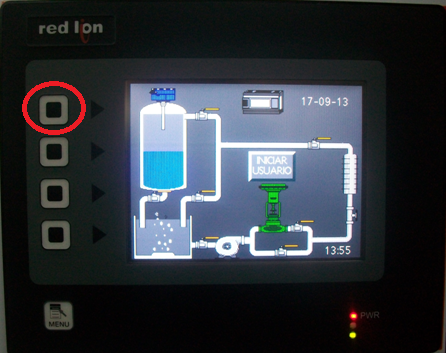 red lion
17-09-13
INICIAR
USUARIO
13:55
MENU
PWR